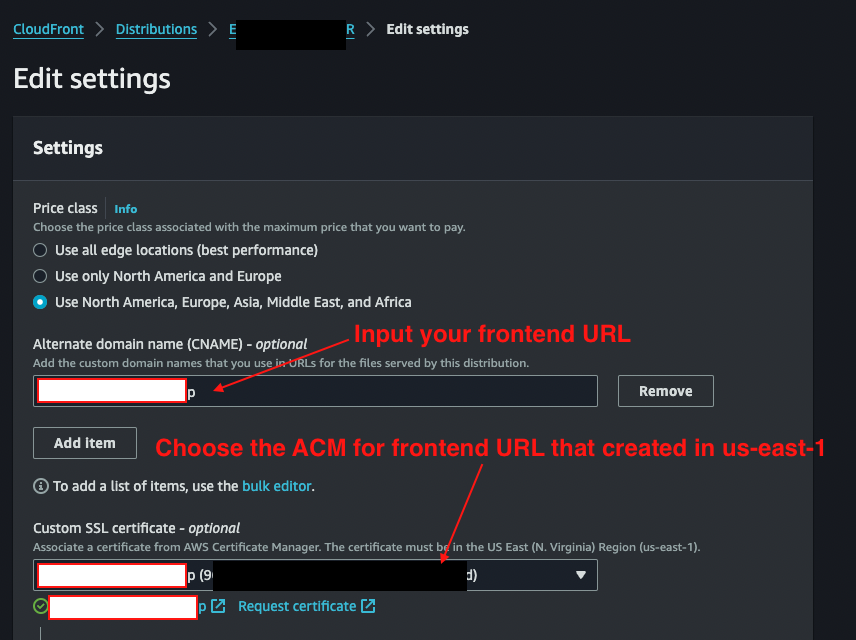 CloudFront > Distributions > E R > Edit settings
Edit settings
Settings
Price class Info
Choose the price class associated with the maximum price that you want to pay.
Use all edge locations (best performance)
Use only North America and Europe
Use North America, Europe, Asia, Middle East, and Africa
Input your frontend URL
Alternate domain name (CNAME) - optional
Add the custom domain names that you use in URLs for the files served by this distribution.
p
Remove
Add item
Choose the ACM for frontend URL that created in us-east-1
To add a list of items, use the bulk editor.
Custom SSL certificate - optional
Associate a certificate from AWS Certificate Manager. The certificate must be in the US East (N. Virginia) Region (us-east-1).
p (9 d)
p Request certificate